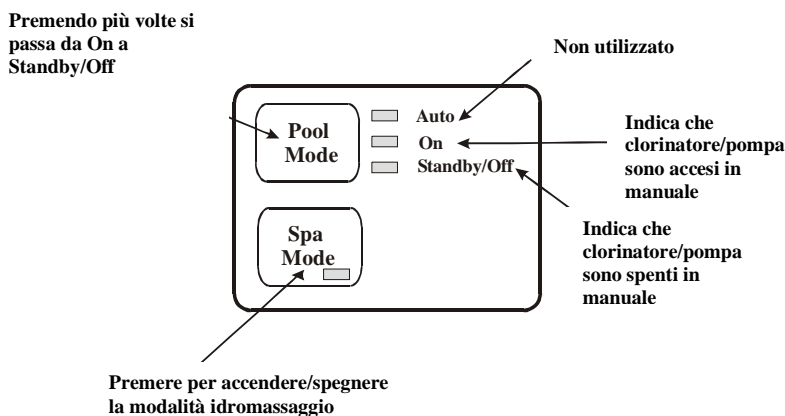 Premendo più volte si
passa da On a
Standby/Off
Non utilizzato
Pool
Mode
Auto
On
Standby/Off
Indica che
clorinatore/pompa
sono accesi in
manuale
Spa
Mode
Indica che
clorinatore/pompa
sono spenti in
manuale
Premere per accendere/spegnere
la modalità idromassaggio